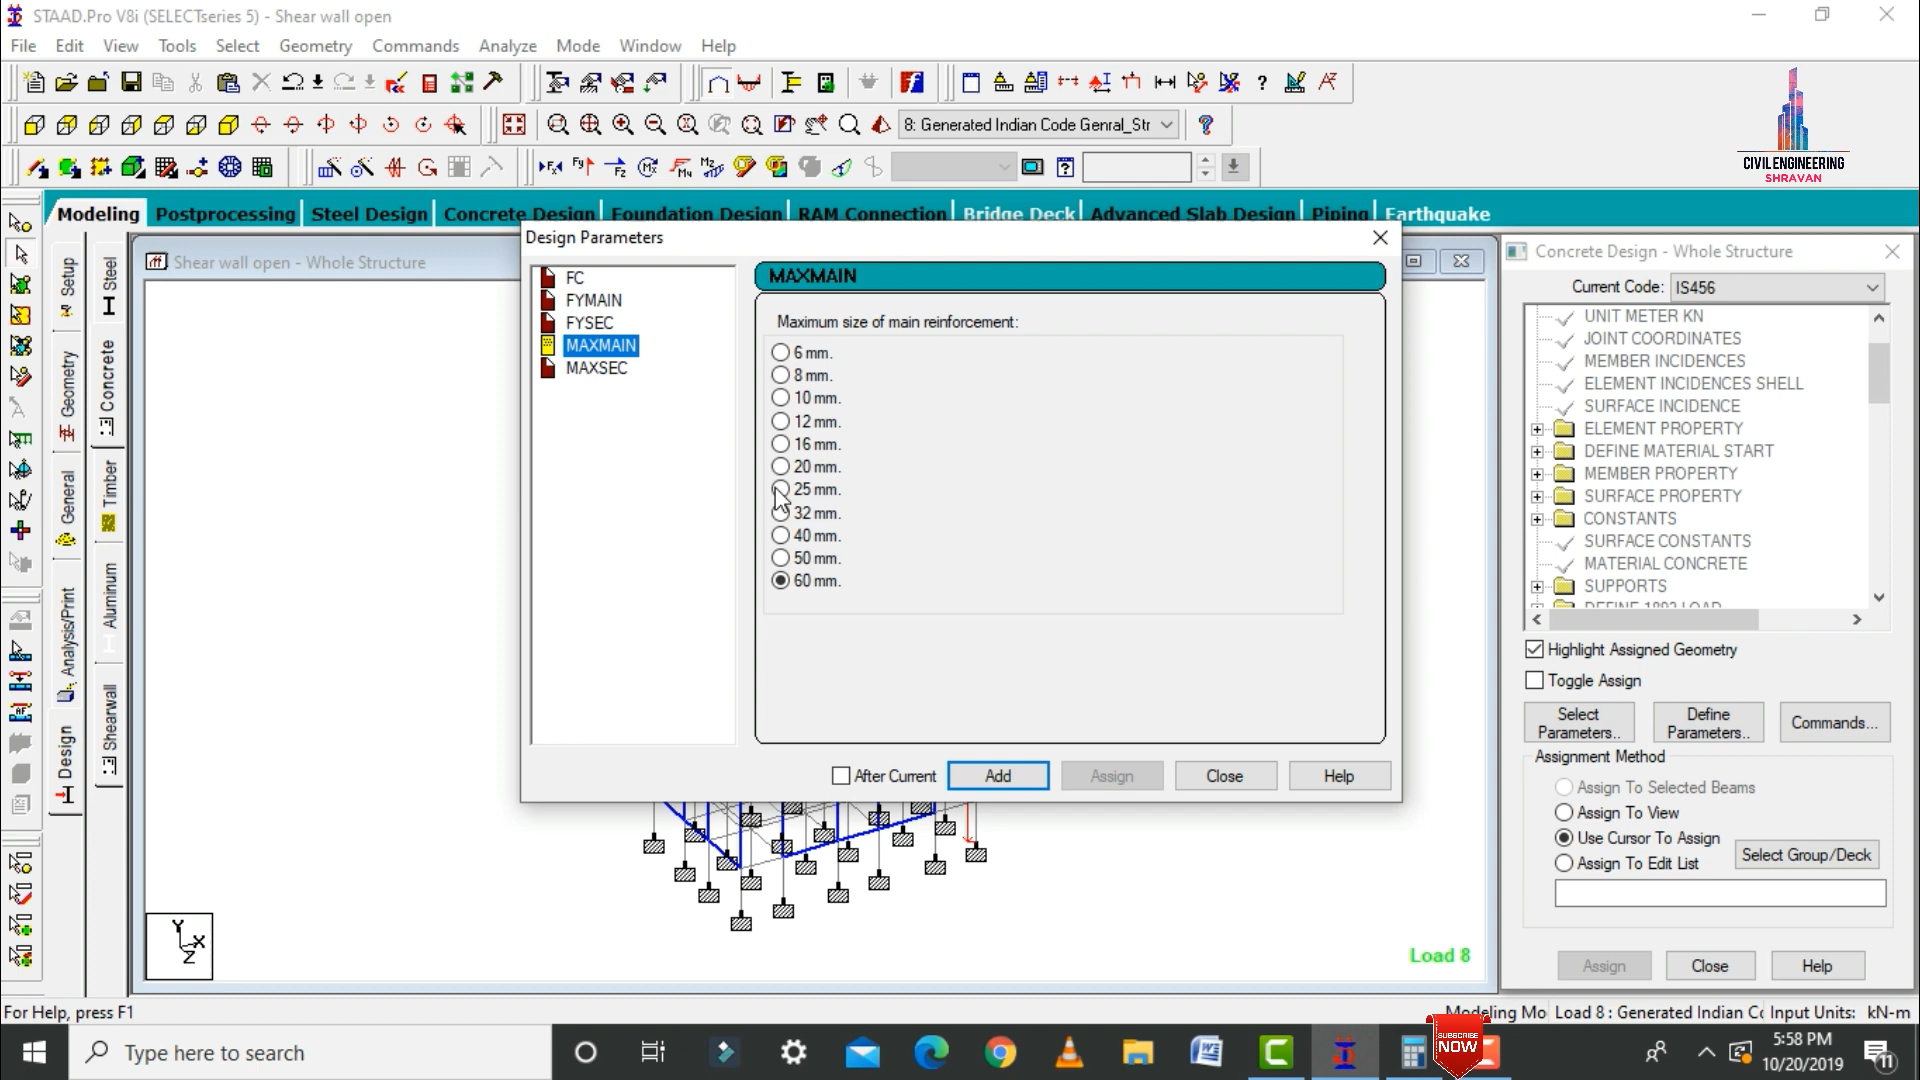 STAAD.Pro V8i (SELECTseries 5) - Shear wall open
File Edit View Tools Select Geometry Commands Analyze Mode Window Help
8: Generated Indian Code Genral_Str
CIVIL ENGINEERING
SHRAVAN
Modeling Postprocessing Steel Design Concrete Design Foundation Design RAM Connection Bridge Deck Advanced Slab Design Piping Earthquake
Setup
Geometry
General
Analysis/Print
Design
Steel
Concrete
Timber
Aluminum
Shearwall
Shear wall open - Whole Structure
Design Parameters
FC
FYMAIN
FYSEC
MAXMAIN
MAXSEC
MAXMAIN
Maximum size of main reinforcement:
6 mm.
8 mm.
10 mm.
12 mm.
16 mm.
20 mm.
25 mm.
32 mm.
40 mm.
50 mm.
60 mm.
After Current Add Assign Close Help
Y
X
Z
Load 8
Concrete Design - Whole Structure
Current Code: IS456
UNIT METER KN
JOINT COORDINATES
MEMBER INCIDENCES
ELEMENT INCIDENCES SHELL
SURFACE INCIDENCE
ELEMENT PROPERTY
DEFINE MATERIAL START
MEMBER PROPERTY
SURFACE PROPERTY
CONSTANTS
SURFACE CONSTANTS
MATERIAL CONCRETE
SUPPORTS
DEFINE 1893 LOAD
Highlight Assigned Geometry
Toggle Assign
Select Parameters.. Define Parameters.. Commands...
Assignment Method
Assign To Selected Beams
Assign To View
Use Cursor To Assign
Assign To Edit List
Select Group/Deck
Assign Close Help
For Help, press F1
Modeling Mo Load 8 : Generated Indian Cc Input Units: kN-m
Type here to search
SUBSCRIBE
NOW
5:58 PM
10/20/2019
11